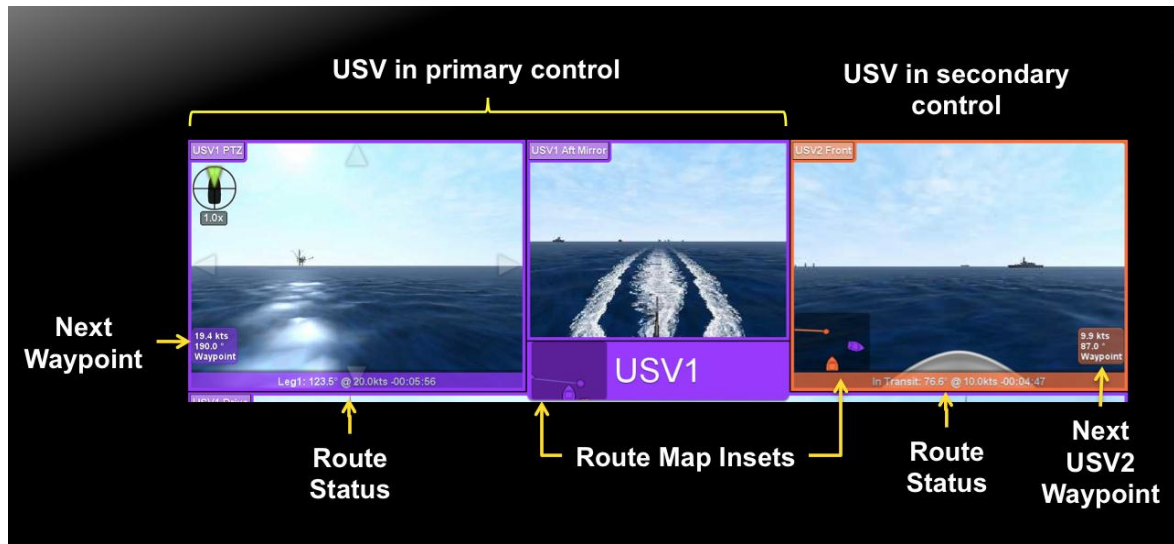 USV in primary control
USV in secondary
control
USV1 PTZ
USV1 Aft Mirror
USV2 Front
1.0x
Next
Waypoint
19.4 kts
190.0 °
Waypoint
9.9 kts
87.0 °
Waypoint
Leg1: 123.5° @ 20.0kts -00:05:56
USV1
In Transit: 76.6° @ 10.0kts -00:04:47
USV1 Drive
Route
Status
Route Map Insets
Route
Status
Next
USV2
Waypoint